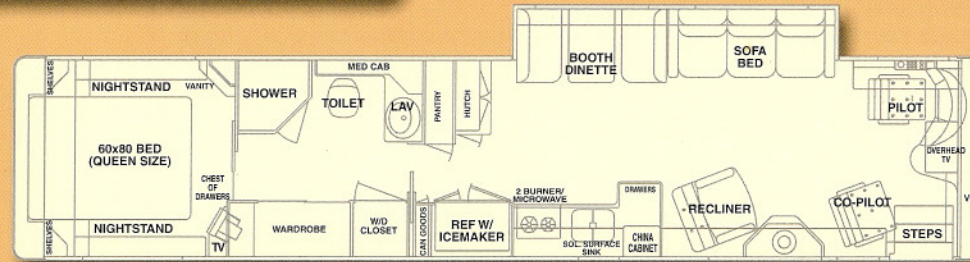 SHELVES
NIGHTSTAND
VANITY
60x80 BED
(QUEEN SIZE)
CHEST
OF
DRAWERS
SHELVES
NIGHTSTAND
TV
SHOWER
MED CAB
TOILET
LAV
PANTRY
HUTCH
WARDROBE
W/D
CLOSET
CAN GOODS
REF W/
ICEMAKER
BOOTH
DINETTE
SOFA
BED
2 BURNER/
MICROWAVE
SOL. SURFACE
SINK
DRAWERS
CHINA
CABINET
RECLINER
PILOT
OVERHEAD
TV
CO-PILOT
STEPS